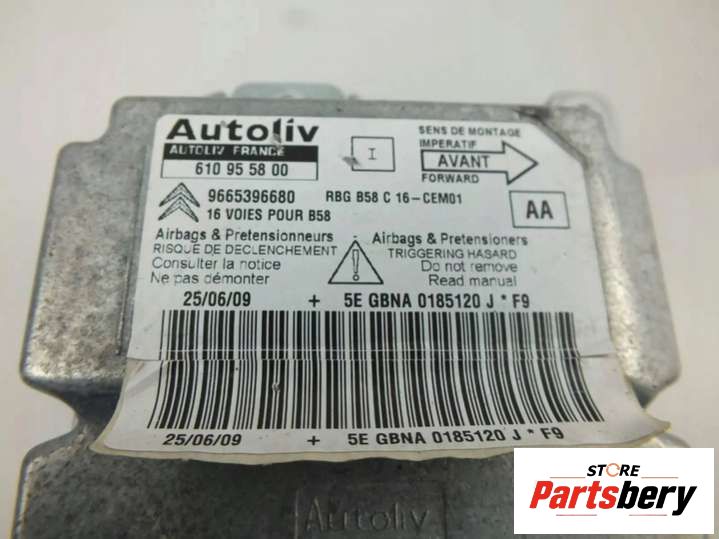 Autoliv
AUTOLIV FRANCE
610 95 58 00
I
SENS DE MONTAGE
IMPERATIF
AVANT
FORWARD
9665396680 RBG B58 C 16-CEM01
16 VOIES POUR B58
AA
Airbags & Pretensionneurs
RISQUE DE DECLENCHEMENT
Consulter la notice
Ne pas démonter
Airbags & Pretensioners
TRIGGERING HASARD
Do not remove
Read manual
25/06/09 + 5E GBNA 0185120 J * F9
25/06/09 + 5E GBNA 0185120 J * F9
Autoliv
STORE
Partsbery